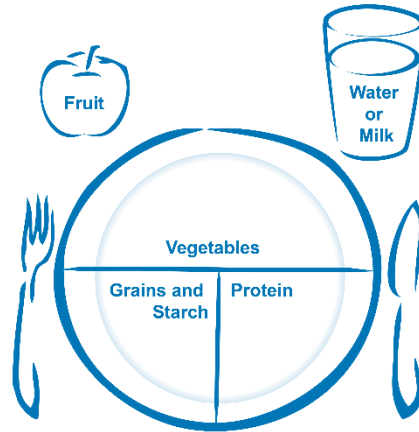 Fruit
Water
or
Milk
Vegetables
Grains and
Starch
Protein